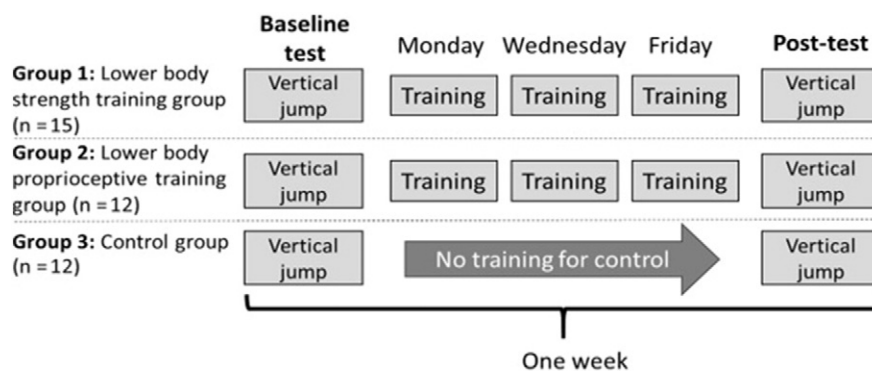 Baseline
test
Monday Wednesday Friday
Post-test
Group 1: Lower body
strength training group
(n = 15)
Vertical
jump
Training Training Training
Vertical
jump
Group 2: Lower body
proprioceptive training
group (n = 12)
Vertical
jump
Training Training Training
Vertical
jump
Group 3: Control group
(n = 12)
Vertical
jump
No training for control
Vertical
jump
One week